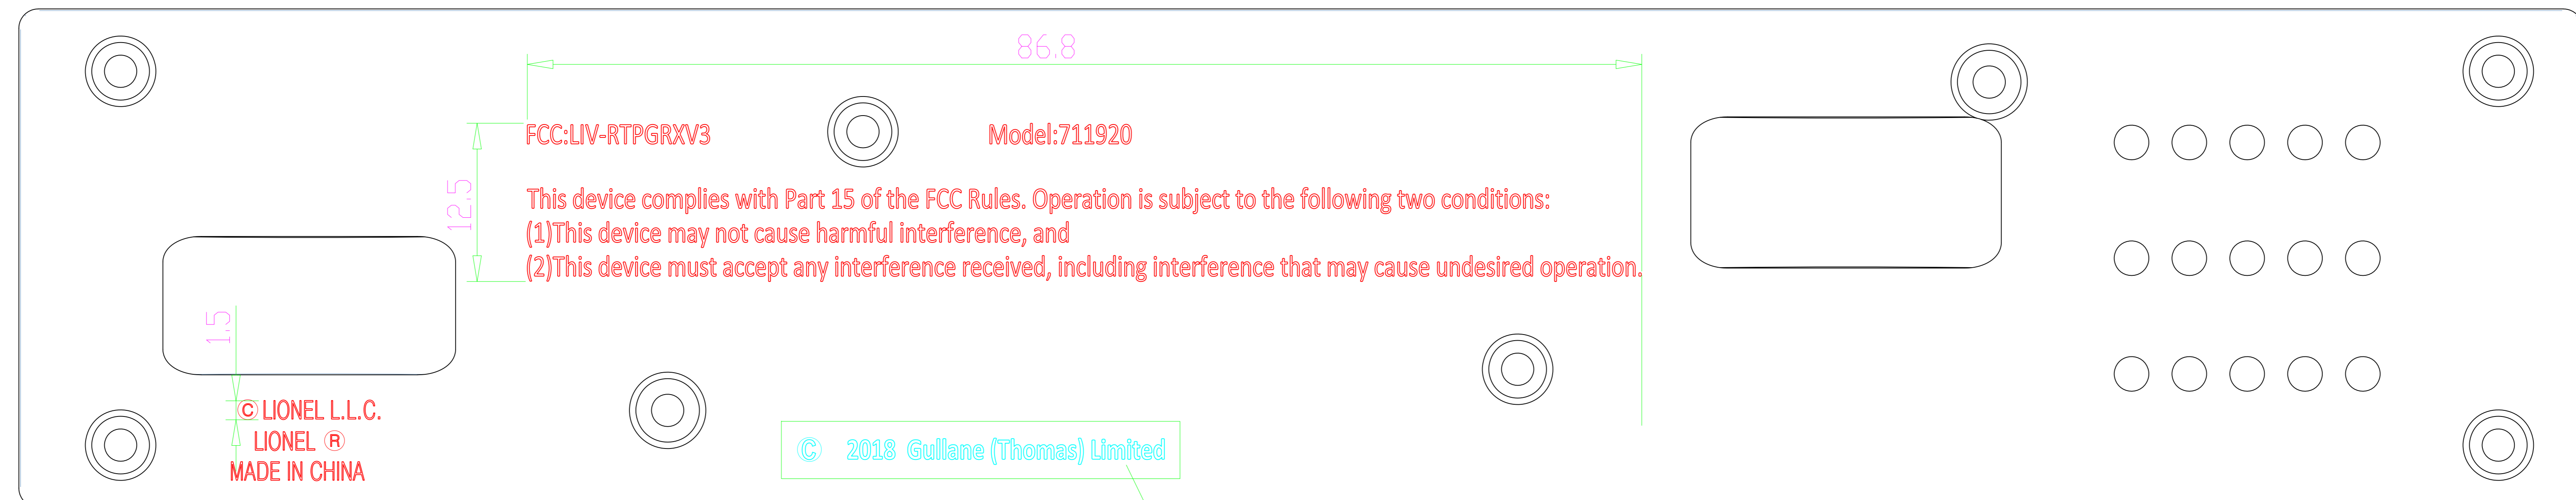 86.8
FCC:LIV-RTPGRXV3 Model:711920
12.5
This device complies with Part 15 of the FCC Rules. Operation is subject to the following two conditions:
(1)This device may not cause harmful interference, and
(2)This device must accept any interference received, including interference that may cause undesired operation.
1.5
© LIONEL L.L.C.
LIONEL ®
MADE IN CHINA
© 2018 Gullane (Thomas) Limited